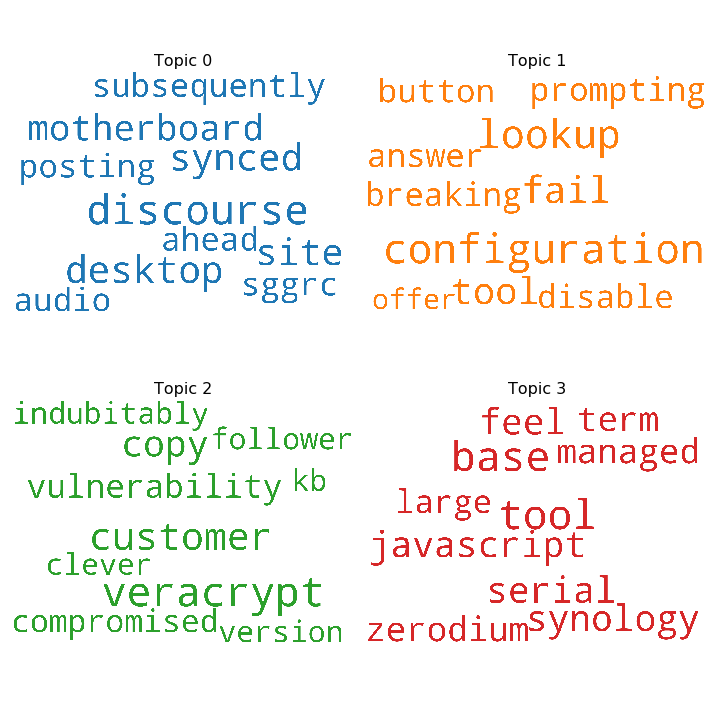 Topic 0
subsequently
motherboard
synced
posting
discourse
ahead
site
desktop
sggrc
audio
Topic 1
button
prompting
lookup
answer
breaking
fail
configuration
offer
tool
disable
Topic 2
indubitably
copy
follower
vulnerability
kb
customer
clever
veracrypt
compromised
version
Topic 3
feel
term
base
managed
large
tool
javascript
serial
synology
zerodium